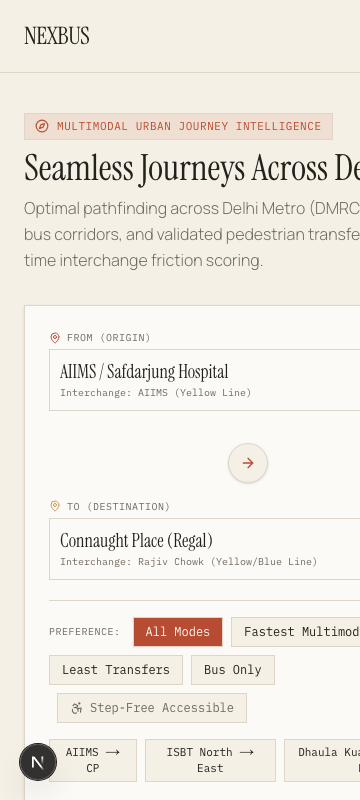 NEXBUS
MULTIMODAL URBAN JOURNEY INTELLIGENCE
Seamless Journeys Across De
Optimal pathfinding across Delhi Metro (DMRC
bus corridors, and validated pedestrian transfe
time interchange friction scoring.
FROM (ORIGIN)
AIIMS / Safdarjung Hospital
Interchange: AIIMS (Yellow Line)
TO (DESTINATION)
Connaught Place (Regal)
Interchange: Rajiv Chowk (Yellow/Blue Line)
PREFERENCE: All Modes Fastest Multimod
Least Transfers Bus Only
Step-Free Accessible
AIIMS → ISBT North → Dhaula Kua
CP East
N